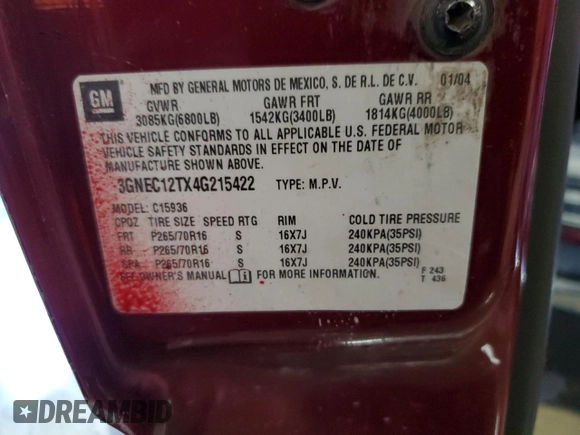 GM
MFD BY GENERAL MOTORS DE MEXICO, S. DE R.L. DE C.V. 01/04
GVWR GAWR FRT GAWR RR
3085KG(6800LB) 1542KG(3400LB) 1814KG(4000LB)
THIS VEHICLE CONFORMS TO ALL APPLICABLE U.S. FEDERAL MOTOR
VEHICLE SAFETY STANDARDS IN EFFECT ON THE DATE OF
MANUFACTURE SHOWN ABOVE.
3GNEC12TX4G215422 TYPE: M.P.V.
MODEL: C15936
CPQZ TIRE SIZE SPEED RTG RIM COLD TIRE PRESSURE
FRT P265/70R16 S 16X7J 240KPA(35PSI)
RR P265/70R16 S 16X7J 240KPA(35PSI)
SPA P265/70R16 S 16X7J 240KPA(35PSI)
SEE OWNER'S MANUAL FOR MORE INFORMATION.
F 243
T 436
DREAMBID